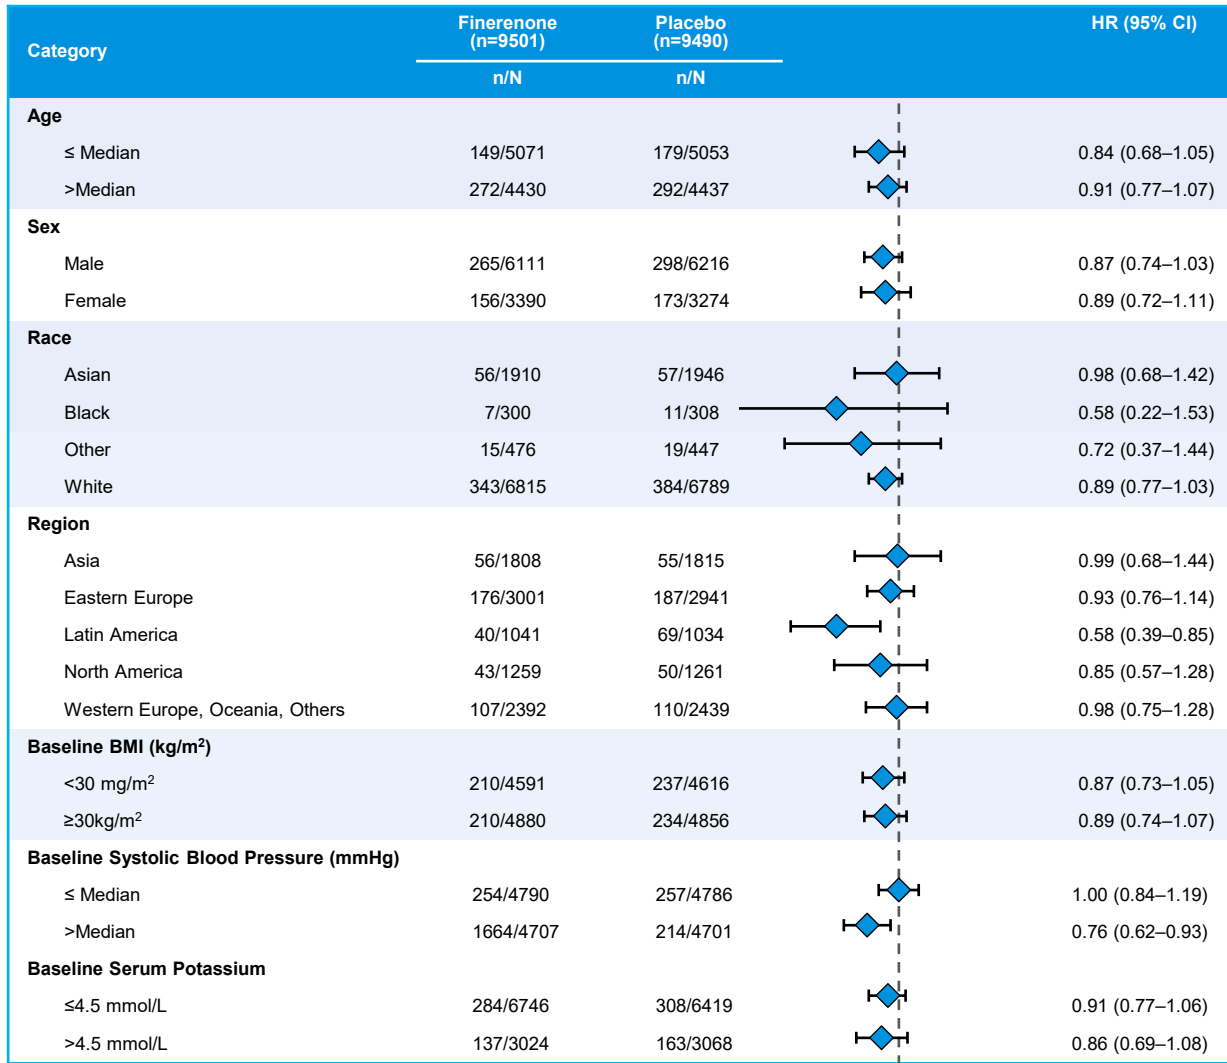 Category Finerenone (n=9501) Placebo (n=9490) HR (95% CI)
n/N n/N
Age
≤ Median 149/5071 179/5053 0.84 (0.68–1.05)
>Median 272/4430 292/4437 0.91 (0.77–1.07)
Sex
Male 265/6111 298/6216 0.87 (0.74–1.03)
Female 156/3390 173/3274 0.89 (0.72–1.11)
Race
Asian 56/1910 57/1946 0.98 (0.68–1.42)
Black 7/300 11/308 0.58 (0.22–1.53)
Other 15/476 19/447 0.72 (0.37–1.44)
White 343/6815 384/6789 0.89 (0.77–1.03)
Region
Asia 56/1808 55/1815 0.99 (0.68–1.44)
Eastern Europe 176/3001 187/2941 0.93 (0.76–1.14)
Latin America 40/1041 69/1034 0.58 (0.39–0.85)
North America 43/1259 50/1261 0.85 (0.57–1.28)
Western Europe, Oceania, Others 107/2392 110/2439 0.98 (0.75–1.28)
Baseline BMI (kg/m²)
<30 mg/m² 210/4591 237/4616 0.87 (0.73–1.05)
≥30kg/m² 210/4880 234/4856 0.89 (0.74–1.07)
Baseline Systolic Blood Pressure (mmHg)
≤ Median 254/4790 257/4786 1.00 (0.84–1.19)
>Median 1664/4707 214/4701 0.76 (0.62–0.93)
Baseline Serum Potassium
≤4.5 mmol/L 284/6746 308/6419 0.91 (0.77–1.06)
>4.5 mmol/L 137/3024 163/3068 0.86 (0.69–1.08)